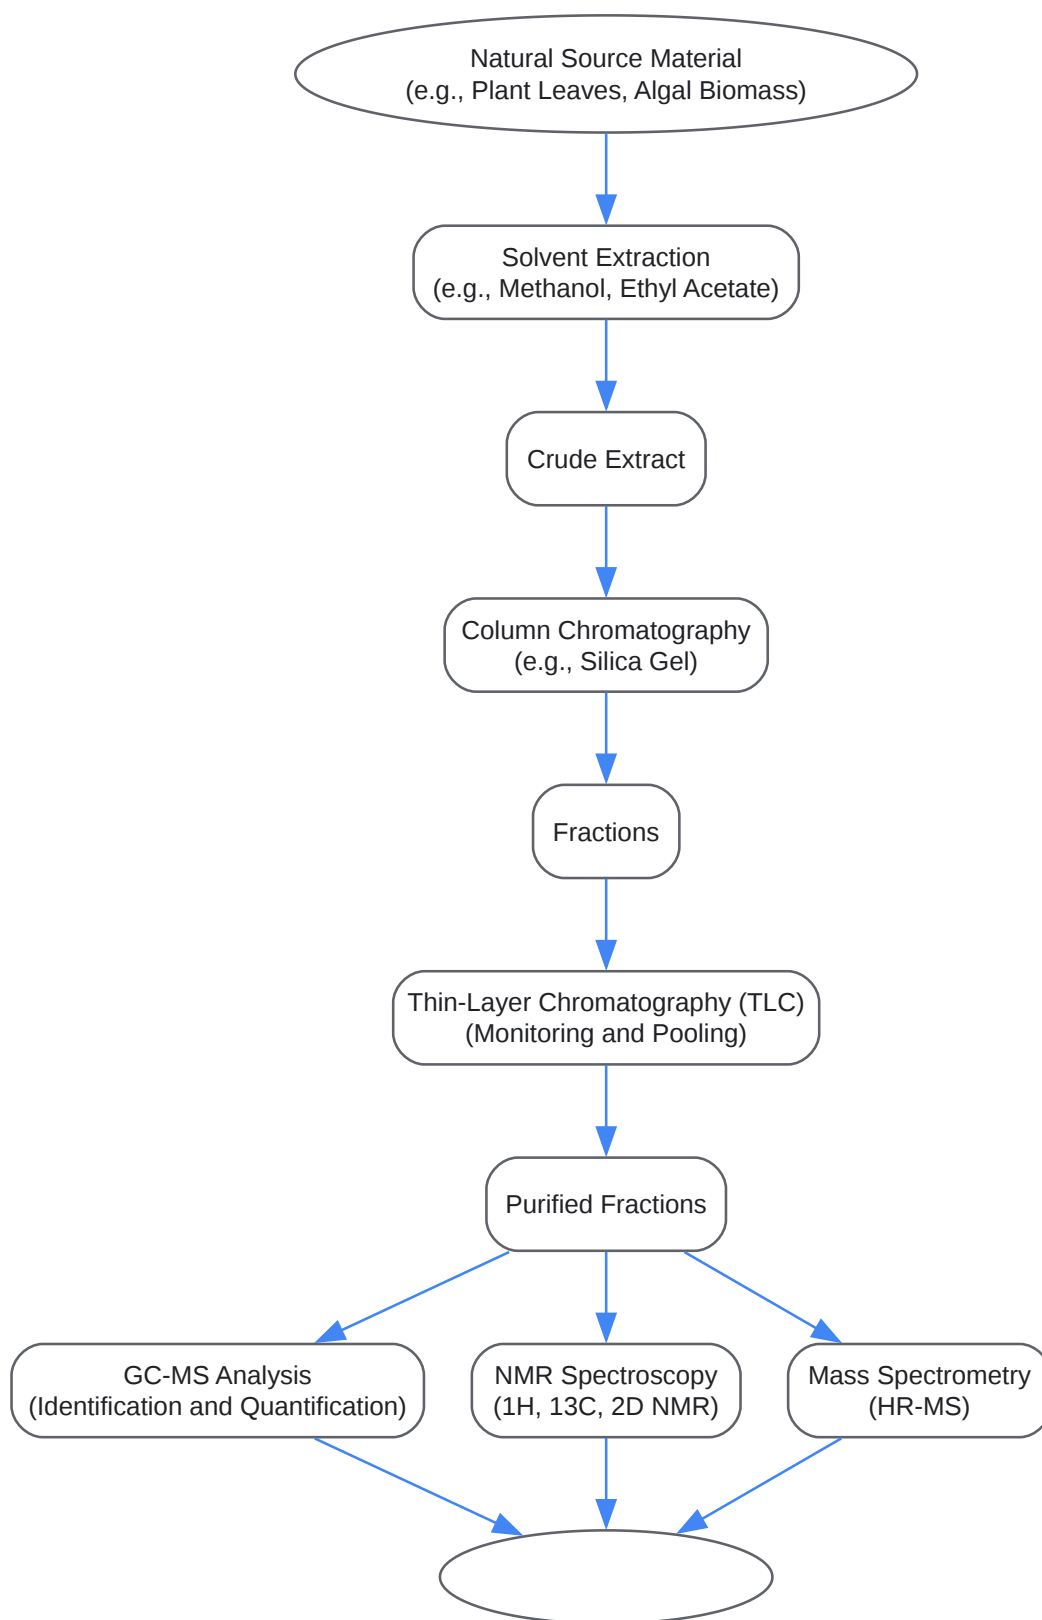 Natural Source Material
(e.g., Plant Leaves, Algal Biomass)
Solvent Extraction
(e.g., Methanol, Ethyl Acetate)
Crude Extract
Column Chromatography
(e.g., Silica Gel)
Fractions
Thin-Layer Chromatography (TLC)
(Monitoring and Pooling)
Purified Fractions
GC-MS Analysis
(Identification and Quantification)
NMR Spectroscopy
(1H, 13C, 2D NMR)
Mass Spectrometry
(HR-MS)